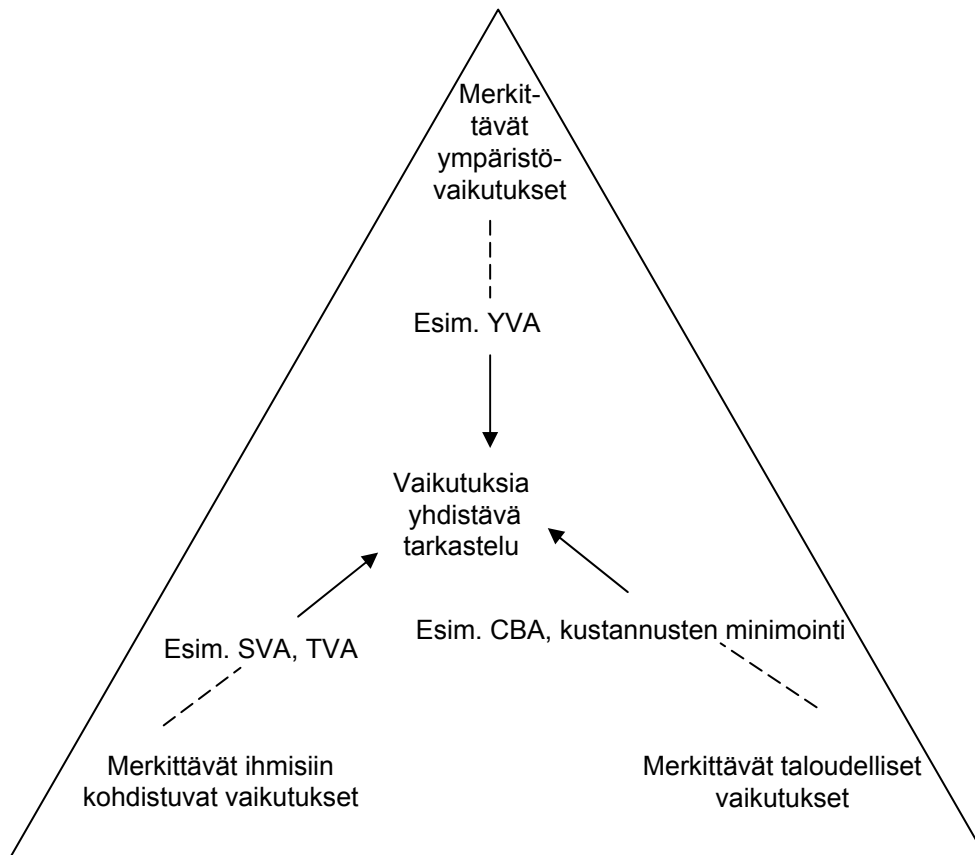 Merkit-
tävät
ympäristö-
vaikutukset
Esim. YVA
Vaikutuksia
yhdistävä
tarkastelu
Esim. CBA, kustannusten minimointi
Esim. SVA, TVA
Merkittävät ihmisiin
kohdistuvat vaikutukset
Merkittävät taloudelliset
vaikutukset